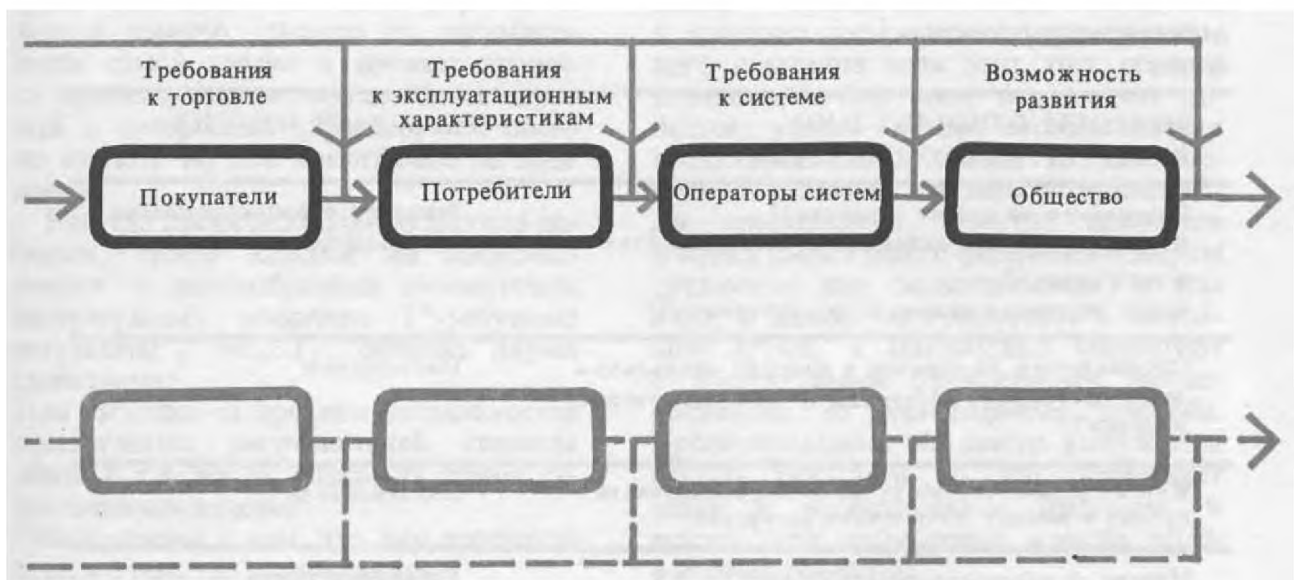 Требования
к торговле
Требования
к эксплуатационным
характеристикам
Требования
к системе
Возможность
развития
Покупатели
Потребители
Операторы систем
Общество